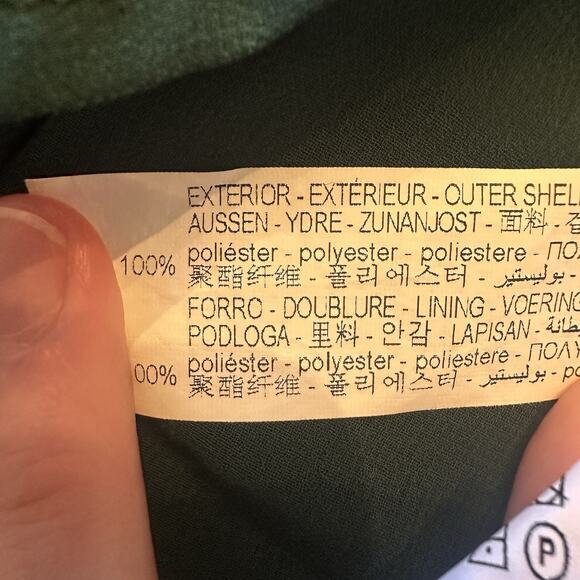 EXTERIOR - EXTÉRIEUR - OUTER SHELL
AUSSEN - YDRE - ZUNANJOST - 面料 -
100% poliéster - polyester - poliestere -
聚酯纤维 - 폴리에스터 - بوليستير -
FORRO - DOUBLURE - LINING - VOERING
PODLOGA - 里料 - 안감 - LAPISAN -
00% poliéster - polyester - poliestere -
聚酯纤维 - 폴리에스터 - بوليستير - po
P